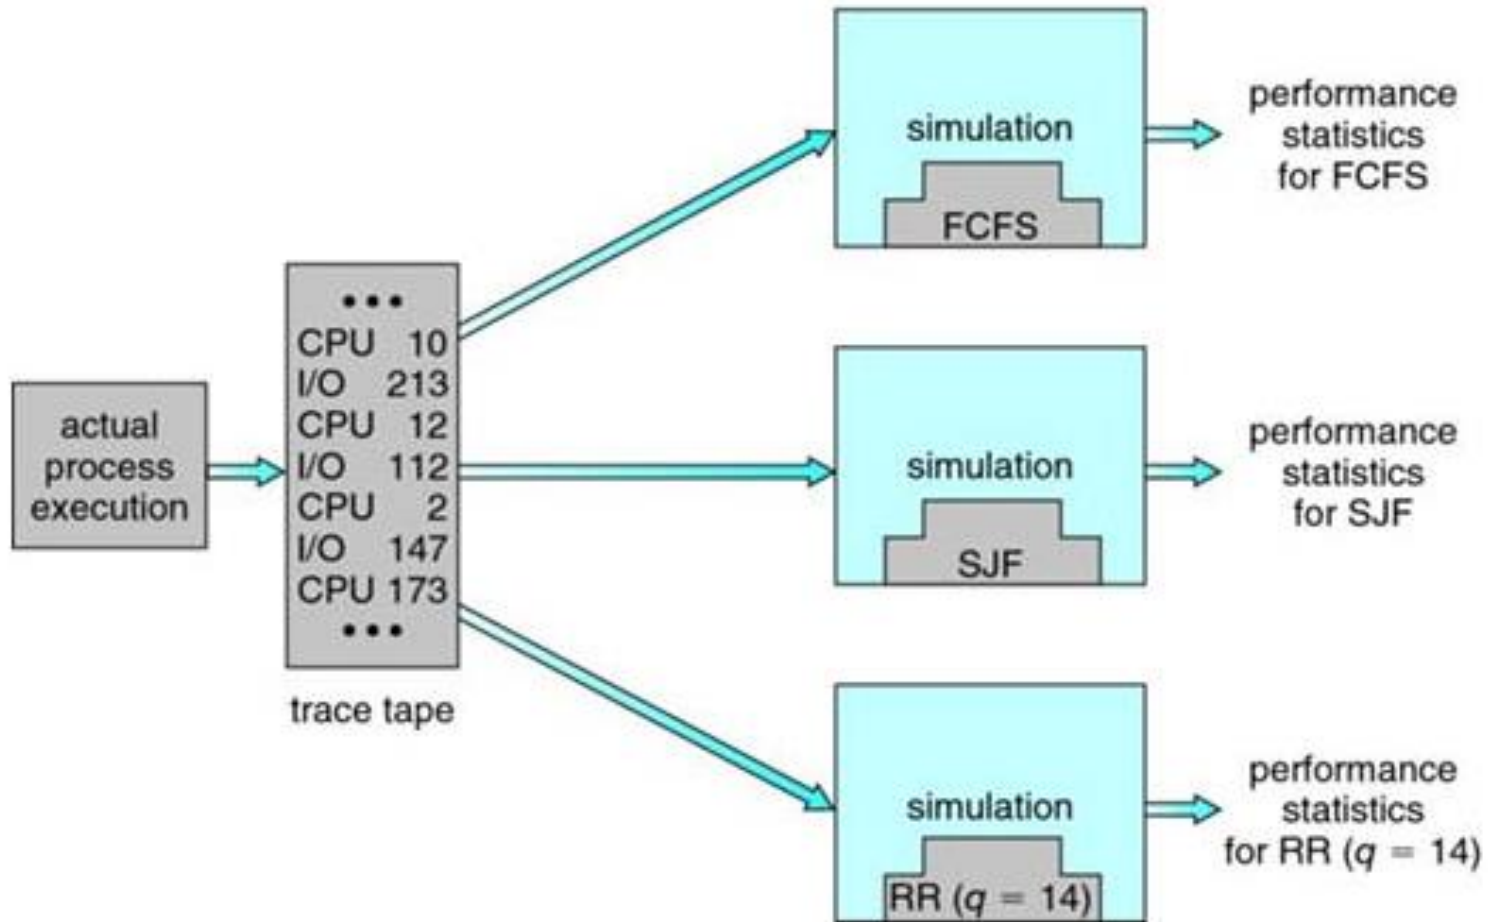 actual
process
execution
•••
CPU 10
I/O 213
CPU 12
I/O 112
CPU 2
I/O 147
CPU 173
•••
trace tape
simulation
FCFS
performance
statistics
for FCFS
simulation
SJF
performance
statistics
for SJF
simulation
RR (q = 14)
performance
statistics
for RR (q = 14)